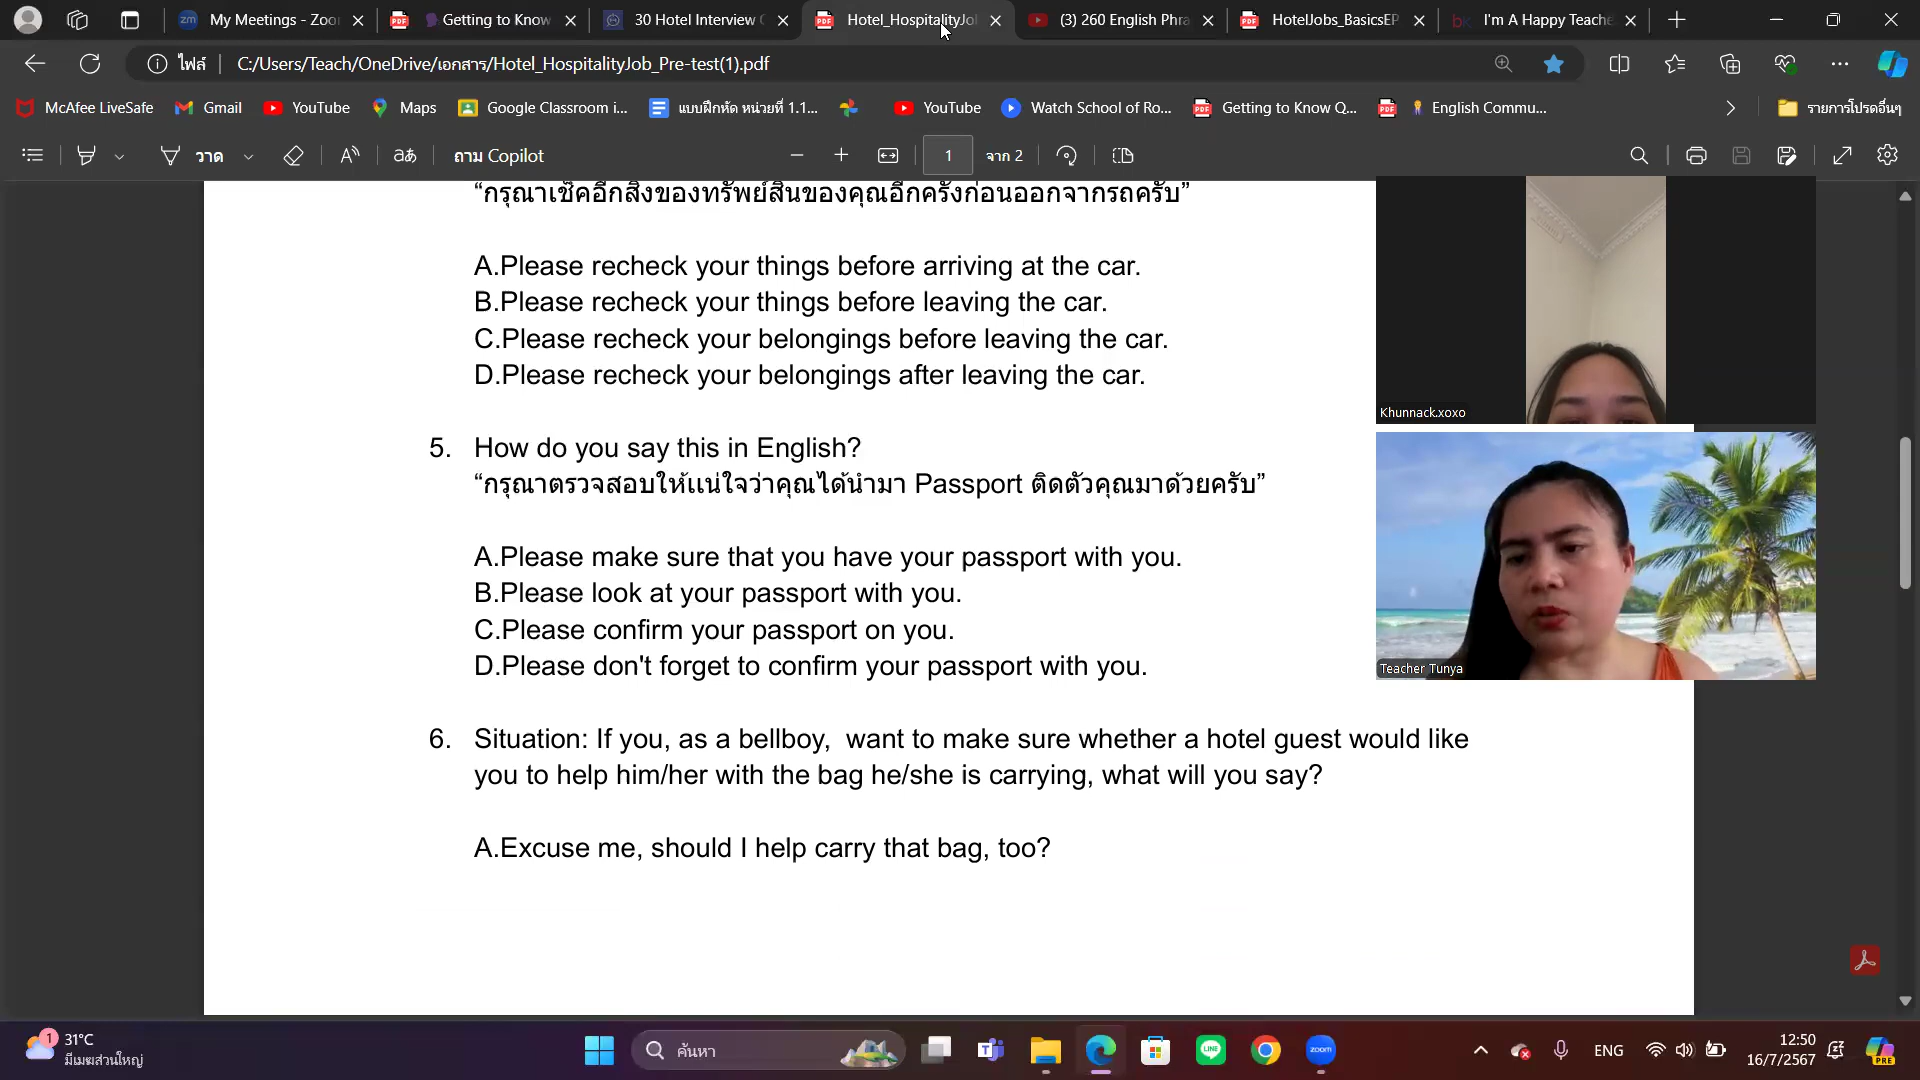 My Meetings - Zoo
Getting to Know
30 Hotel Interview
Hotel_HospitalityJo
(3) 260 English Phra
HotelJobs_BasicsEP
I'm A Happy Teache
ไฟล์
C:/Users/Teach/OneDrive/เอกสาร/Hotel_HospitalityJob_Pre-test(1).pdf
McAfee LiveSafe
Gmail
YouTube
Maps
Google Classroom i...
แบบฝึกหัด หน่วยที่ 1.1...
YouTube
Watch School of Ro...
Getting to Know Q...
English Commu...
รายการโปรดอื่นๆ
วาด
ถาม Copilot
1
จาก 2
“กรุณาเช็คอีกสิ่งของทรัพย์สินของคุณอีกครั้งก่อนออกจากรถครับ”
A.Please recheck your things before arriving at the car.
B.Please recheck your things before leaving the car.
C.Please recheck your belongings before leaving the car.
D.Please recheck your belongings after leaving the car.
5. How do you say this in English?
“กรุณาตรวจสอบให้แน่ใจว่าคุณได้นำมา Passport ติดตัวคุณมาด้วยครับ”
A.Please make sure that you have your passport with you.
B.Please look at your passport with you.
C.Please confirm your passport on you.
D.Please don't forget to confirm your passport with you.
6. Situation: If you, as a bellboy, want to make sure whether a hotel guest would like
you to help him/her with the bag he/she is carrying, what will you say?
A.Excuse me, should I help carry that bag, too?
Khunnack.xoxo
Teacher Tunya
1
31°C
มีเมฆส่วนใหญ่
ค้นหา
zoom
ENG
12:50
16/7/2567
PRE